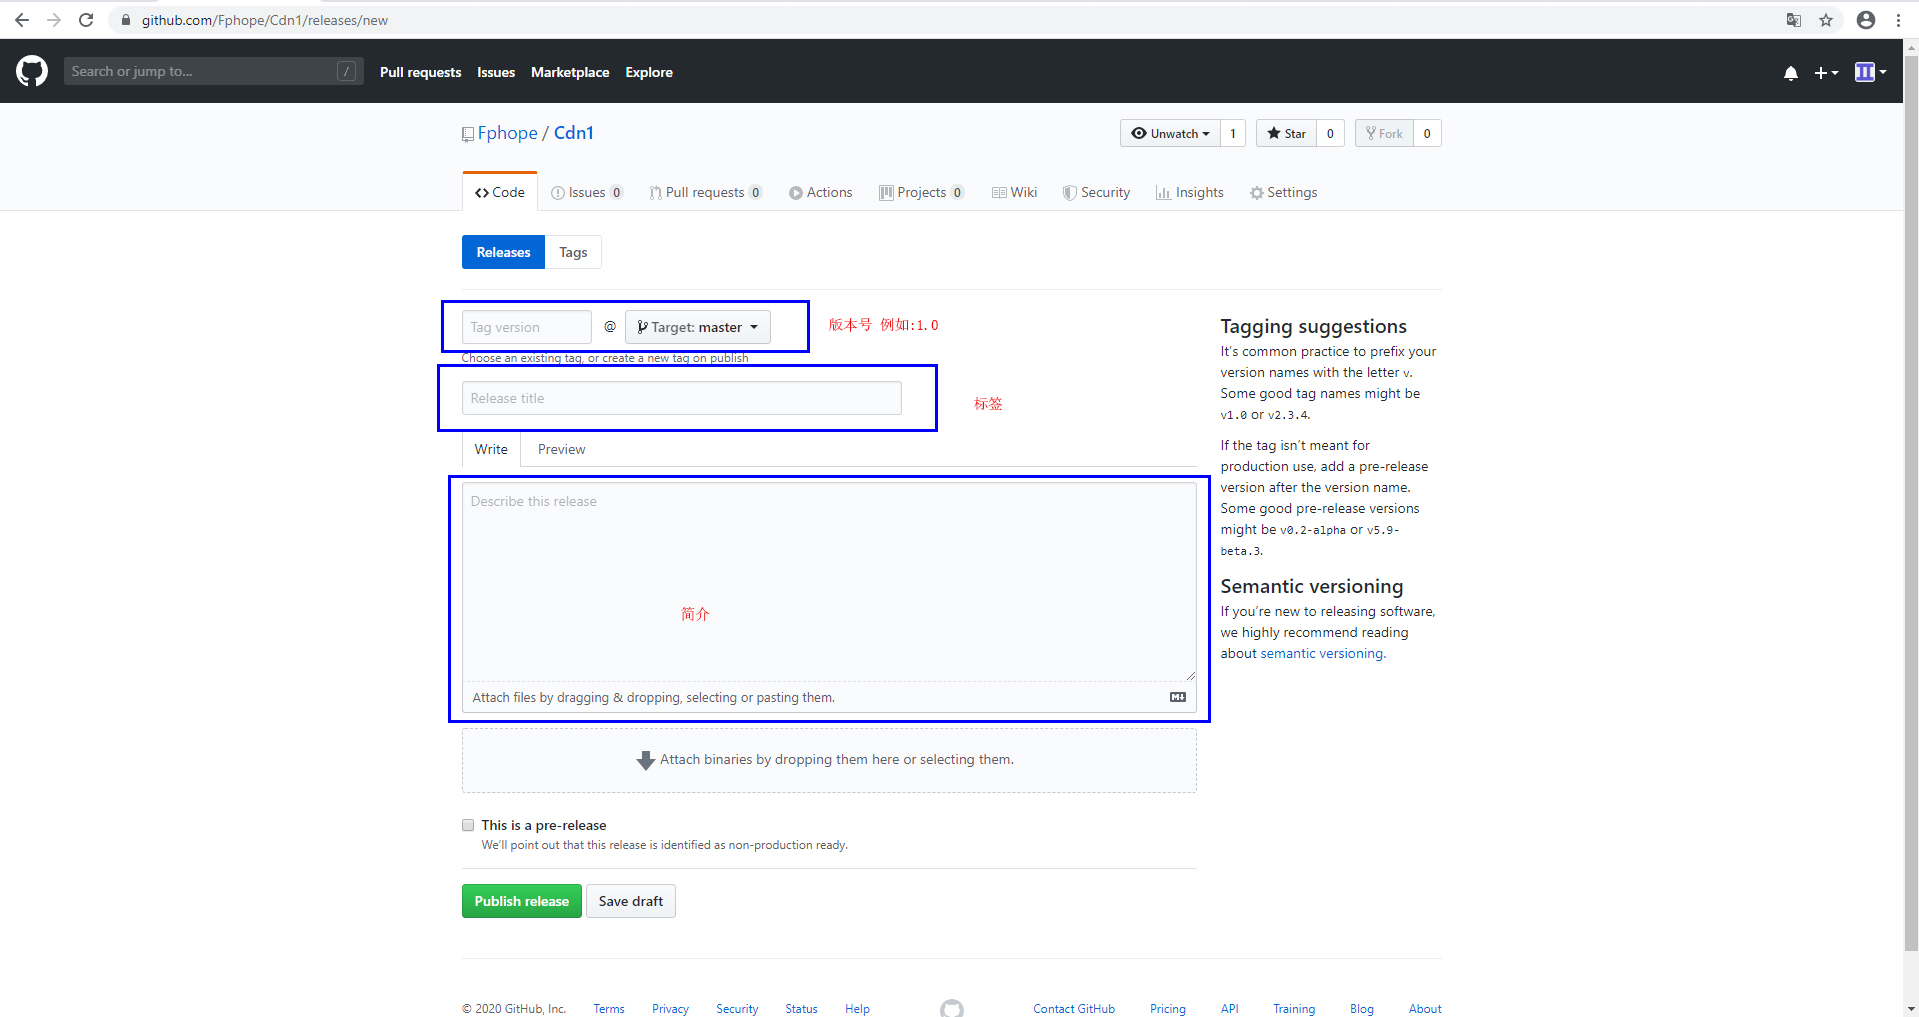 github.com/Fphope/Cdn1/releases/new
Search or jump to... /
Pull requests Issues Marketplace Explore
Fphope / Cdn1
Unwatch 1 Star 0 Fork 0
Code Issues 0 Pull requests 0 Actions Projects 0 Wiki Security Insights Settings
Releases Tags
Tag version @ Target: master
版本号 例如:1.0
Choose an existing tag, or create a new tag on publish
Release title
标签
Write Preview
Describe this release
简介
Attach files by dragging & dropping, selecting or pasting them.
Attach binaries by dropping them here or selecting them.
This is a pre-release
We'll point out that this release is identified as non-production ready.
Publish release Save draft
Tagging suggestions
It's common practice to prefix your
version names with the letter v.
Some good tag names might be
v1.0 or v2.3.4.
If the tag isn't meant for
production use, add a pre-release
version after the version name.
Some good pre-release versions
might be v0.2-alpha or v5.9-
beta.3.
Semantic versioning
If you're new to releasing software,
we highly recommend reading
about semantic versioning.
© 2020 GitHub, Inc. Terms Privacy Security Status Help Contact GitHub Pricing API Training Blog About